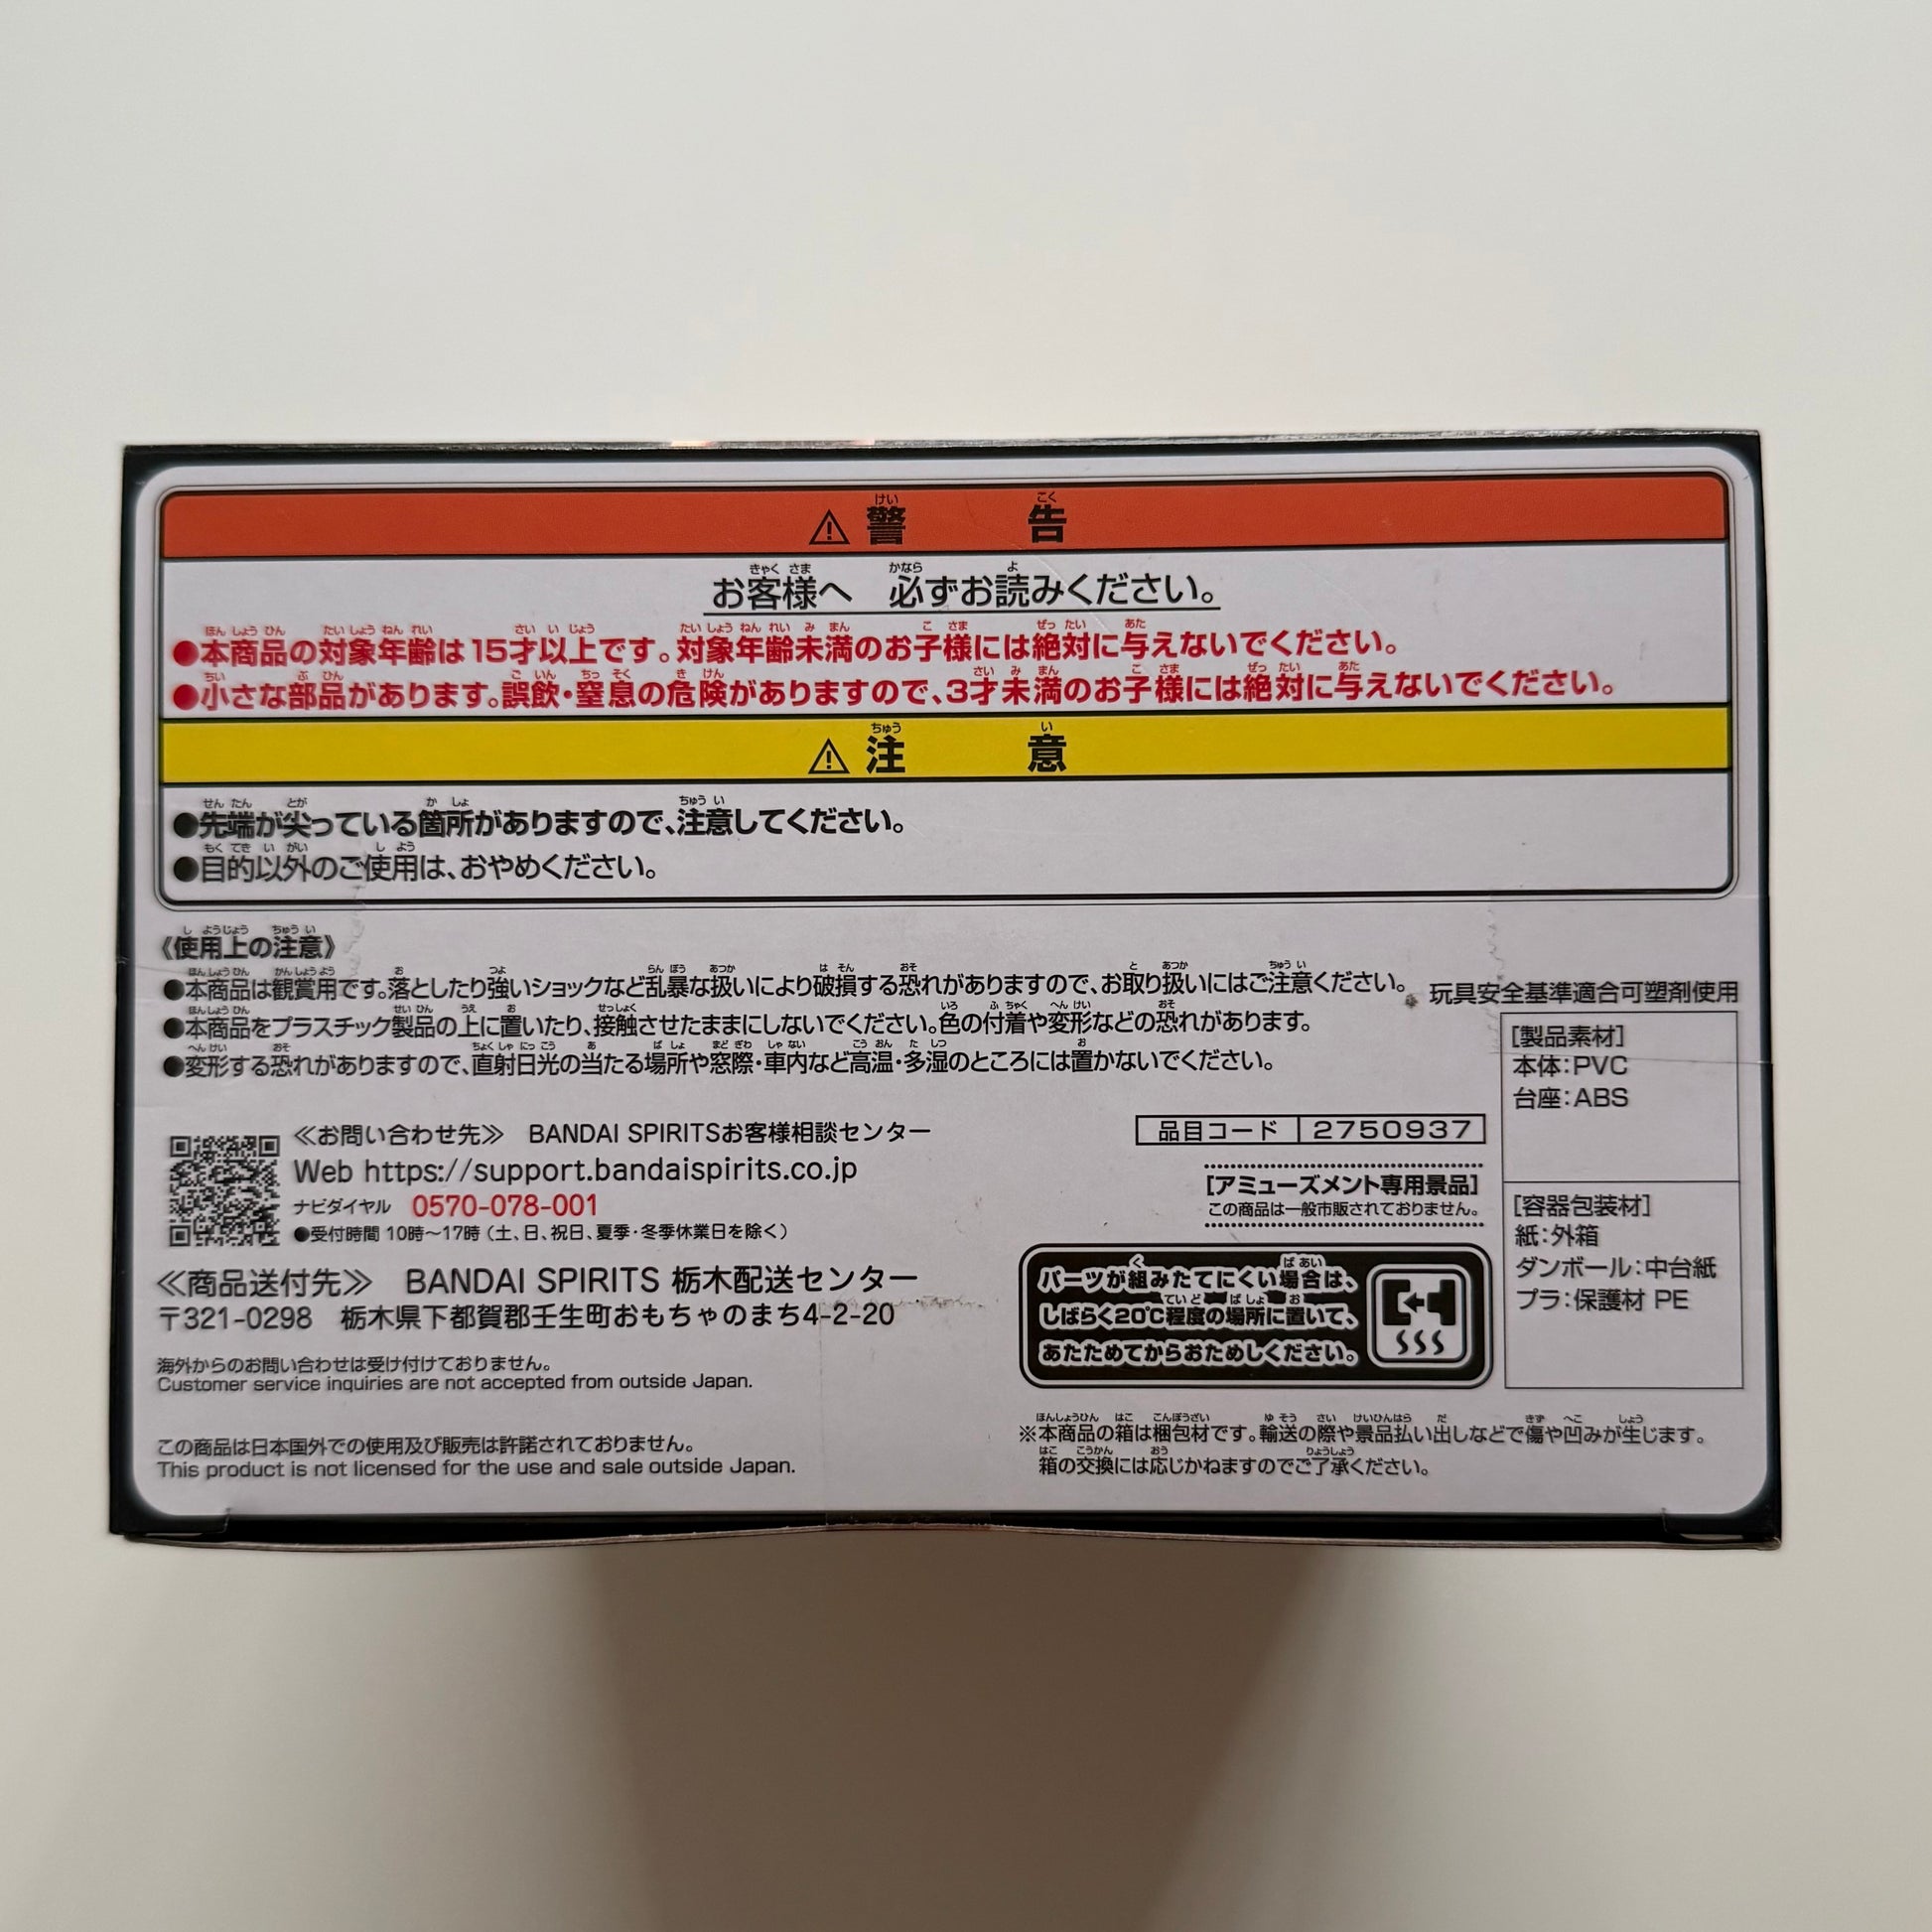 ⚠警告
お客様へ 必ずお読みください。
●本商品の対象年齢は15才以上です。対象年齢未満のお子様には絶対に与えないでください。
●小さな部品があります。誤飲・窒息の危険がありますので、3才未満のお子様には絶対に与えないでください。
⚠注意
●先端が尖っている箇所がありますので、注意してください。
●目的以外のご使用は、おやめください。
《使用上の注意》
●本商品は観賞用です。落としたり強いショックなど乱暴な扱いにより破損する恐れがありますので、お取り扱いにはご注意ください。
●本商品をプラスチック製品の上に置いたり、接触させたままにしないでください。色の付着や変形などの恐れがあります。
●変形する恐れがありますので、直射日光の当たる場所や窓際・車内など高温・多湿のところには置かないでください。
玩具安全基準適合可塑剤使用
[製品素材]
本体:PVC
台座:ABS
[容器包装材]
紙:外箱
ダンボール:中台紙
プラ:保護材 PE
≪お問い合わせ先≫ BANDAI SPIRITSお客様相談センター
Web https://support.bandaispirits.co.jp
ナビダイヤル 0570-078-001
●受付時間 10時～17時(土、日、祝日、夏季・冬季休業日を除く)
≪商品送付先≫ BANDAI SPIRITS 栃木配送センター
〒321-0298 栃木県下都賀郡壬生町おもちゃのまち4-2-20
海外からのお問い合わせは受け付けておりません。
Customer service inquiries are not accepted from outside Japan.
この商品は日本国外での使用及び販売は許諾されておりません。
This product is not licensed for the use and sale outside Japan.
品目コード 2750937
[アミューズメント専用景品]
この商品は一般市販されておりません。
パーツが組みたてにくい場合は、
しばらく20℃程度の場所に置いて、
あたためてからおためしください。
※本商品の箱は梱包材です。輸送の際や景品払い出しなどで傷や凹みが生じます。
箱の交換には応じかねますのでご了承ください。